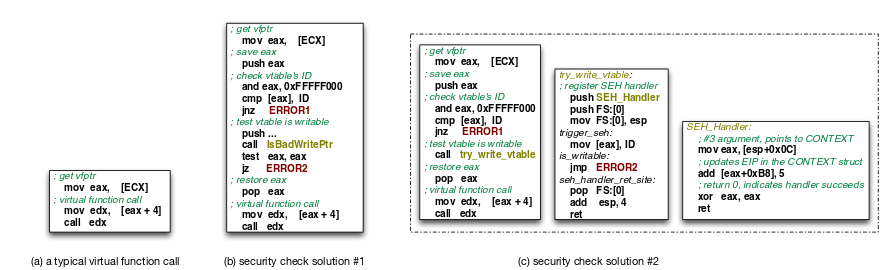 ; get vfptr
mov eax, [ECX]
; virtual function call
mov edx, [eax + 4]
call edx
(a) a typical virtual function call
; get vfptr
mov eax, [ECX]
; save eax
push eax
; check vtable's ID
and eax, 0xFFFFF000
cmp [eax], ID
jnz ERROR1
; test vtable is writable
push ...
call IsBadWritePtr
test eax, eax
jz ERROR2
; restore eax
pop eax
; virtual function call
mov edx, [eax + 4]
call edx
(b) security check solution #1
; get vfptr
mov eax, [ECX]
; save eax
push eax
; check vtable's ID
and eax, 0xFFFFF000
cmp [eax], ID
jnz ERROR1
; test vtable is writable
call try_write_vtable
; restore eax
pop eax
; virtual function call
mov edx, [eax + 4]
call edx
try_write_vtable:
; register SEH handler
push SEH_Handler
push FS:[0]
mov FS:[0], esp
trigger_seh:
mov [eax], ID
is_writable:
jmp ERROR2
seh_handler_ret_site:
pop FS:[0]
add esp, 4
ret
SEH_Handler:
; #3 argument, points to CONTEXT
mov eax, [esp+0x0C]
; updates EIP in the CONTEXT struct
add [eax+0xB8], 5
; return 0, indicates handler succeeds
xor eax, eax
ret
(c) security check solution #2